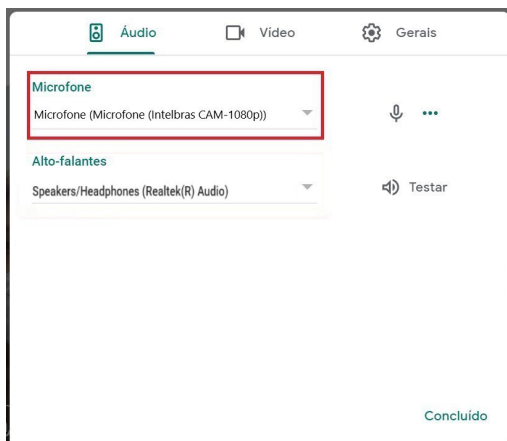 Áudio
Vídeo
Gerais
Microfone
Microfone (Microfone (Intelbras CAM-1080p))
Alto-falantes
Speakers/Headphones (Realtek(R) Audio)
Testar
Concluído